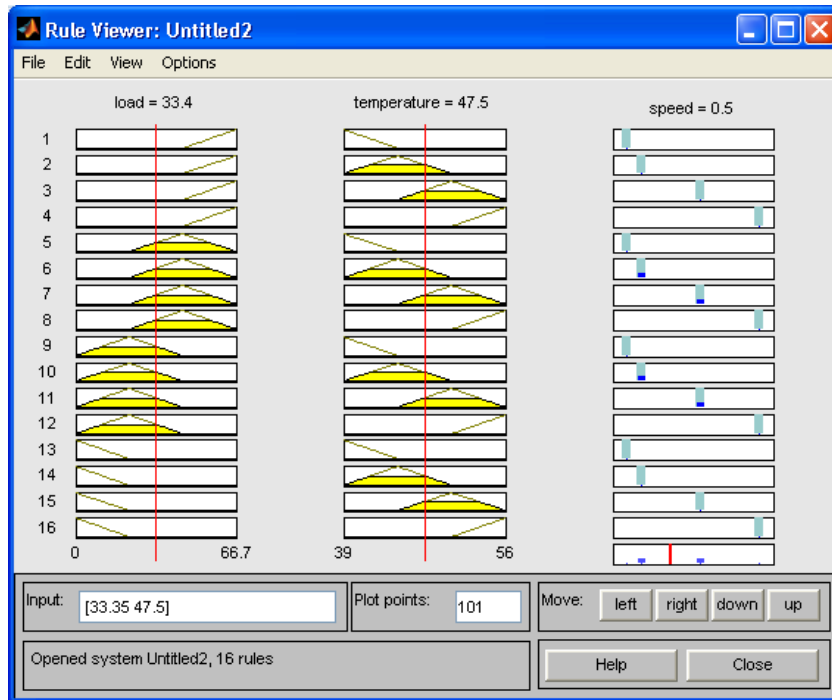 Rule Viewer: Untitled2
File Edit View Options
load = 33.4 temperature = 47.5 speed = 0.5
1
2
3
4
5
6
7
8
9
10
11
12
13
14
15
16
0 66.7 39 56
Input: [33.35 47.5] Plot points: 101 Move: left right down up
Opened system Untitled2, 16 rules Help Close